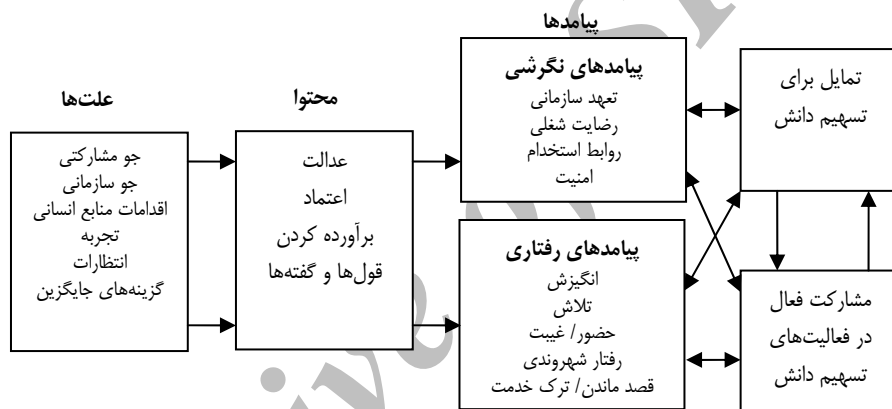 پیامدها
علت‌ها
محتوا
جو مشارکتی
جو سازمانی
اقدامات منابع انسانی
تجربه
انتظارات
گزینه‌های جایگزین
عدالت
اعتماد
برآورده کردن
قول‌ها و گفته‌ها
پیامدهای نگرشی
تعهد سازمانی
رضایت شغلی
روابط استخدام
امنیت
پیامدهای رفتاری
انگیزش
تلاش
حضور/ غیبت
رفتار شهروندی
قصد ماندن/ ترک خدمت
تمایل برای
تسهیم دانش
مشارکت فعال
در فعالیت‌های
تسهیم دانش